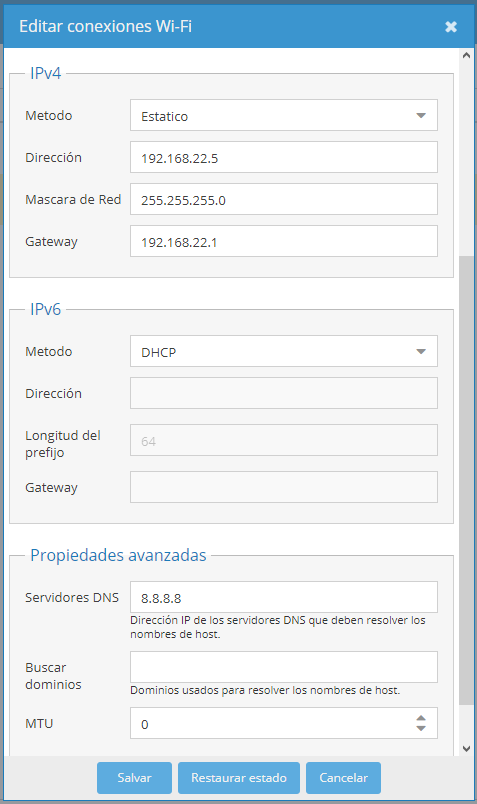 Editar conexiones Wi-Fi
IPv4
Metodo
Estatico
Dirección
192.168.22.5
Mascara de Red
255.255.255.0
Gateway
192.168.22.1
IPv6
Metodo
DHCP
Dirección
Longitud del
prefijo
64
Gateway
Propiedades avanzadas
Servidores DNS
8.8.8.8
Dirección IP de los servidores DNS que deben resolver los
nombres de host.
Buscar
dominios
Dominios usados para resolver los nombres de host.
MTU
0
Salvar
Restaurar estado
Cancelar